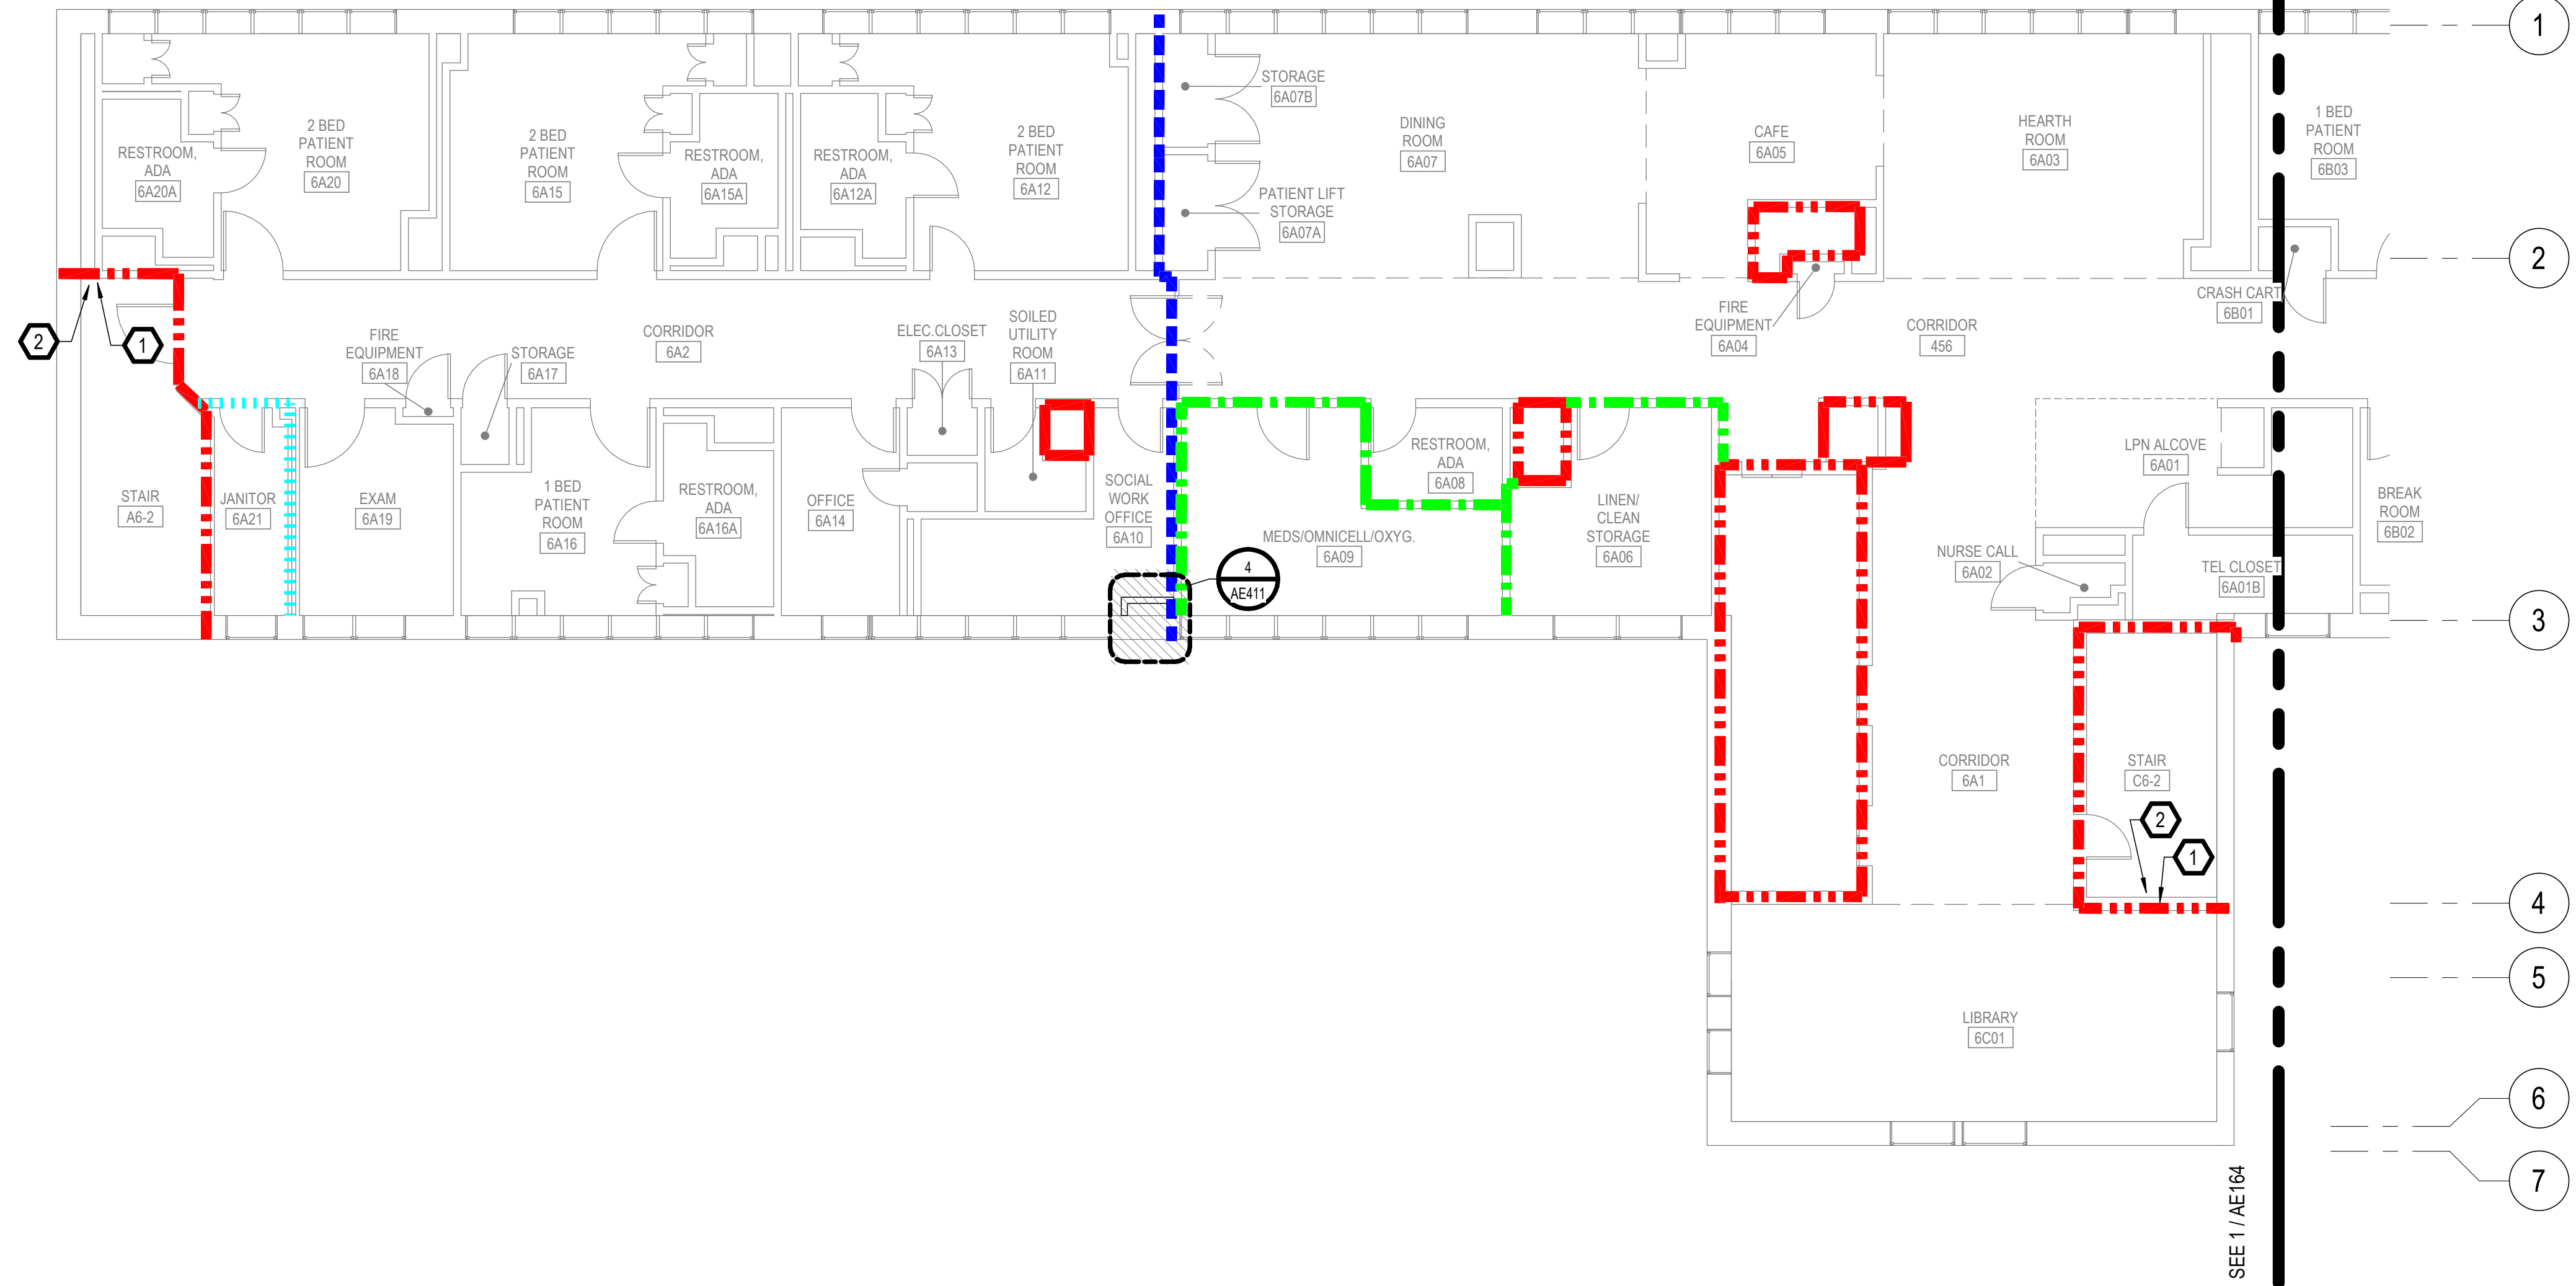 1
STORAGE
6A07B
2 BED
PATIENT
ROOM
6A20
RESTROOM,
ADA
6A20A
2 BED
PATIENT
ROOM
6A15
RESTROOM,
ADA
6A15A
RESTROOM,
ADA
6A12A
2 BED
PATIENT
ROOM
6A12
DINING
ROOM
6A07
CAFE
6A05
HEARTH
ROOM
6A03
1 BED
PATIENT
ROOM
6B03
PATIENT LIFT
STORAGE
6A07A
2
CRASH CART
6B01
2
1
FIRE
EQUIPMENT
6A18
STORAGE
6A17
CORRIDOR
6A2
ELEC.CLOSET
6A13
SOILED
UTILITY
ROOM
6A11
FIRE
EQUIPMENT
6A04
CORRIDOR
456
STAIR
A6-2
JANITOR
6A21
EXAM
6A19
1 BED
PATIENT
ROOM
6A16
RESTROOM,
ADA
6A16A
OFFICE
6A14
SOCIAL
WORK
OFFICE
6A10
RESTROOM,
ADA
6A08
MEDS/OMNICELL/OXYG.
6A09
LINEN/
CLEAN
STORAGE
6A06
LPN ALCOVE
6A01
BREAK
ROOM
6B02
NURSE CALL
6A02
TEL CLOSET
6A01B
4
AE411
3
CORRIDOR
6A1
STAIR
C6-2
2
1
4
5
LIBRARY
6C01
6
7
SEE 1 / AE164